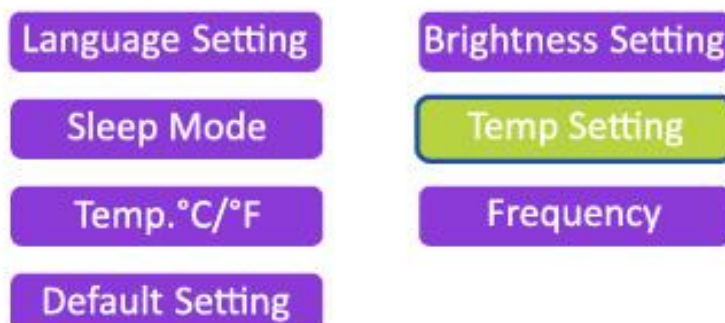 Language Setting
Brightness Setting
Sleep Mode
Temp Setting
Temp.°C/°F
Frequency
Default Setting